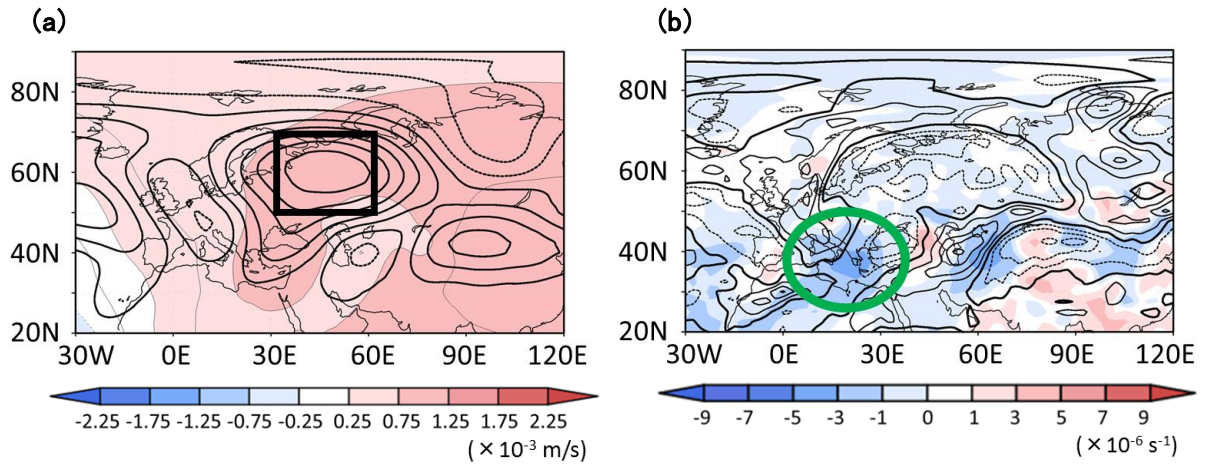 (a)
(b)
80N
60N
40N
20N
30W 0E 30E 60E 90E 120E
-2.25 -1.75 -1.25 -0.75 -0.25 0.25 0.75 1.25 1.75 2.25
(×10⁻³ m/s)
80N
60N
40N
20N
30W 0E 30E 60E 90E 120E
-9 -7 -5 -3 -1 0 1 3 5 7 9
(×10⁻⁶ s⁻¹)